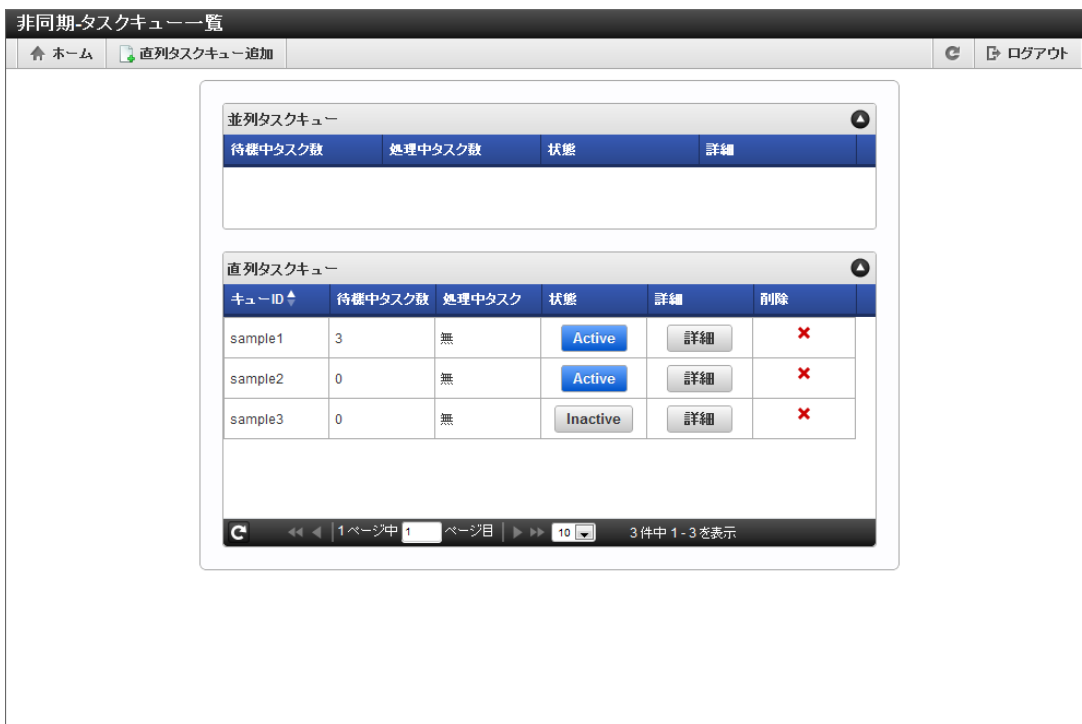 非同期-タスクキュー一覧
ホーム 直列タスクキュー追加 ログアウト
並列タスクキュー
待機中タスク数 処理中タスク数 状態 詳細
直列タスクキュー
キューID 待機中タスク数 処理中タスク 状態 詳細 削除
sample1 3 無 Active 詳細
sample2 0 無 Active 詳細
sample3 0 無 Inactive 詳細
1 ページ中 1 ページ目 10 3 件中 1 - 3 を表示